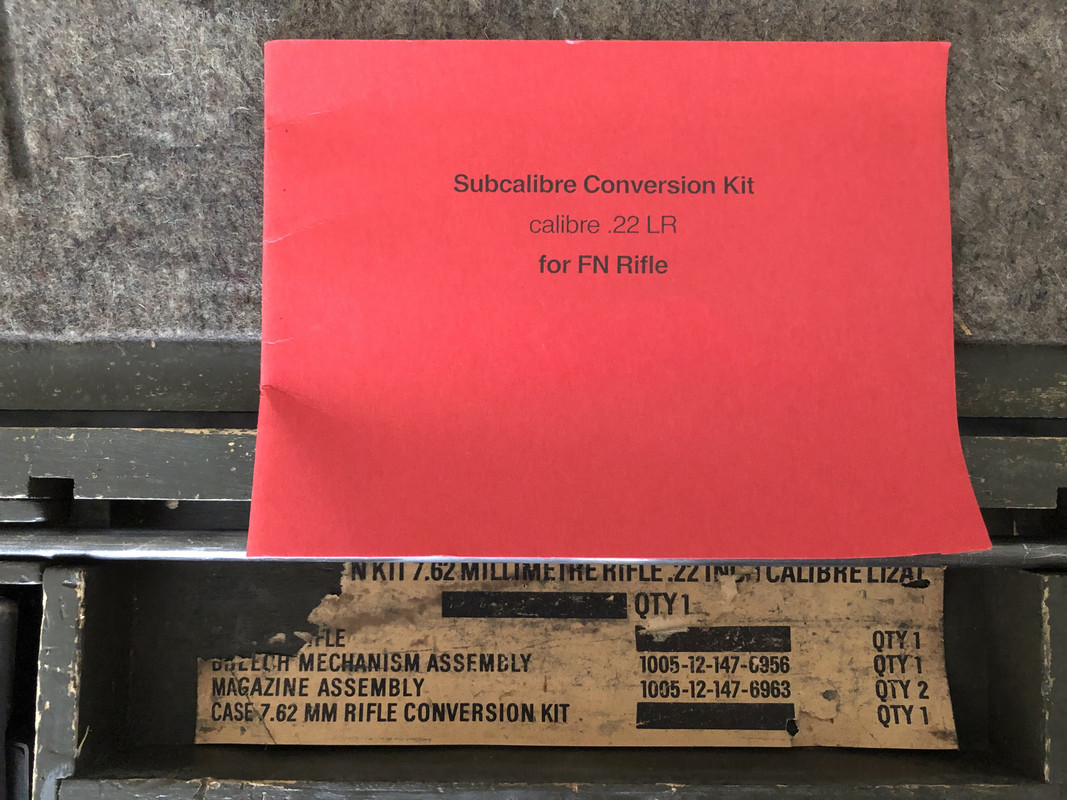 Subcalibre Conversion Kit
calibre .22 LR
for FN Rifle
N KIT 7.62 MILLIMETRE RIFLE .22 INCH CALIBRE L12A1
QTY 1
QTY 1
BREECH MECHANISM ASSEMBLY 1005-12-147-6956 QTY 1
MAGAZINE ASSEMBLY 1005-12-147-6963 QTY 2
CASE 7.62 MM RIFLE CONVERSION KIT QTY 1